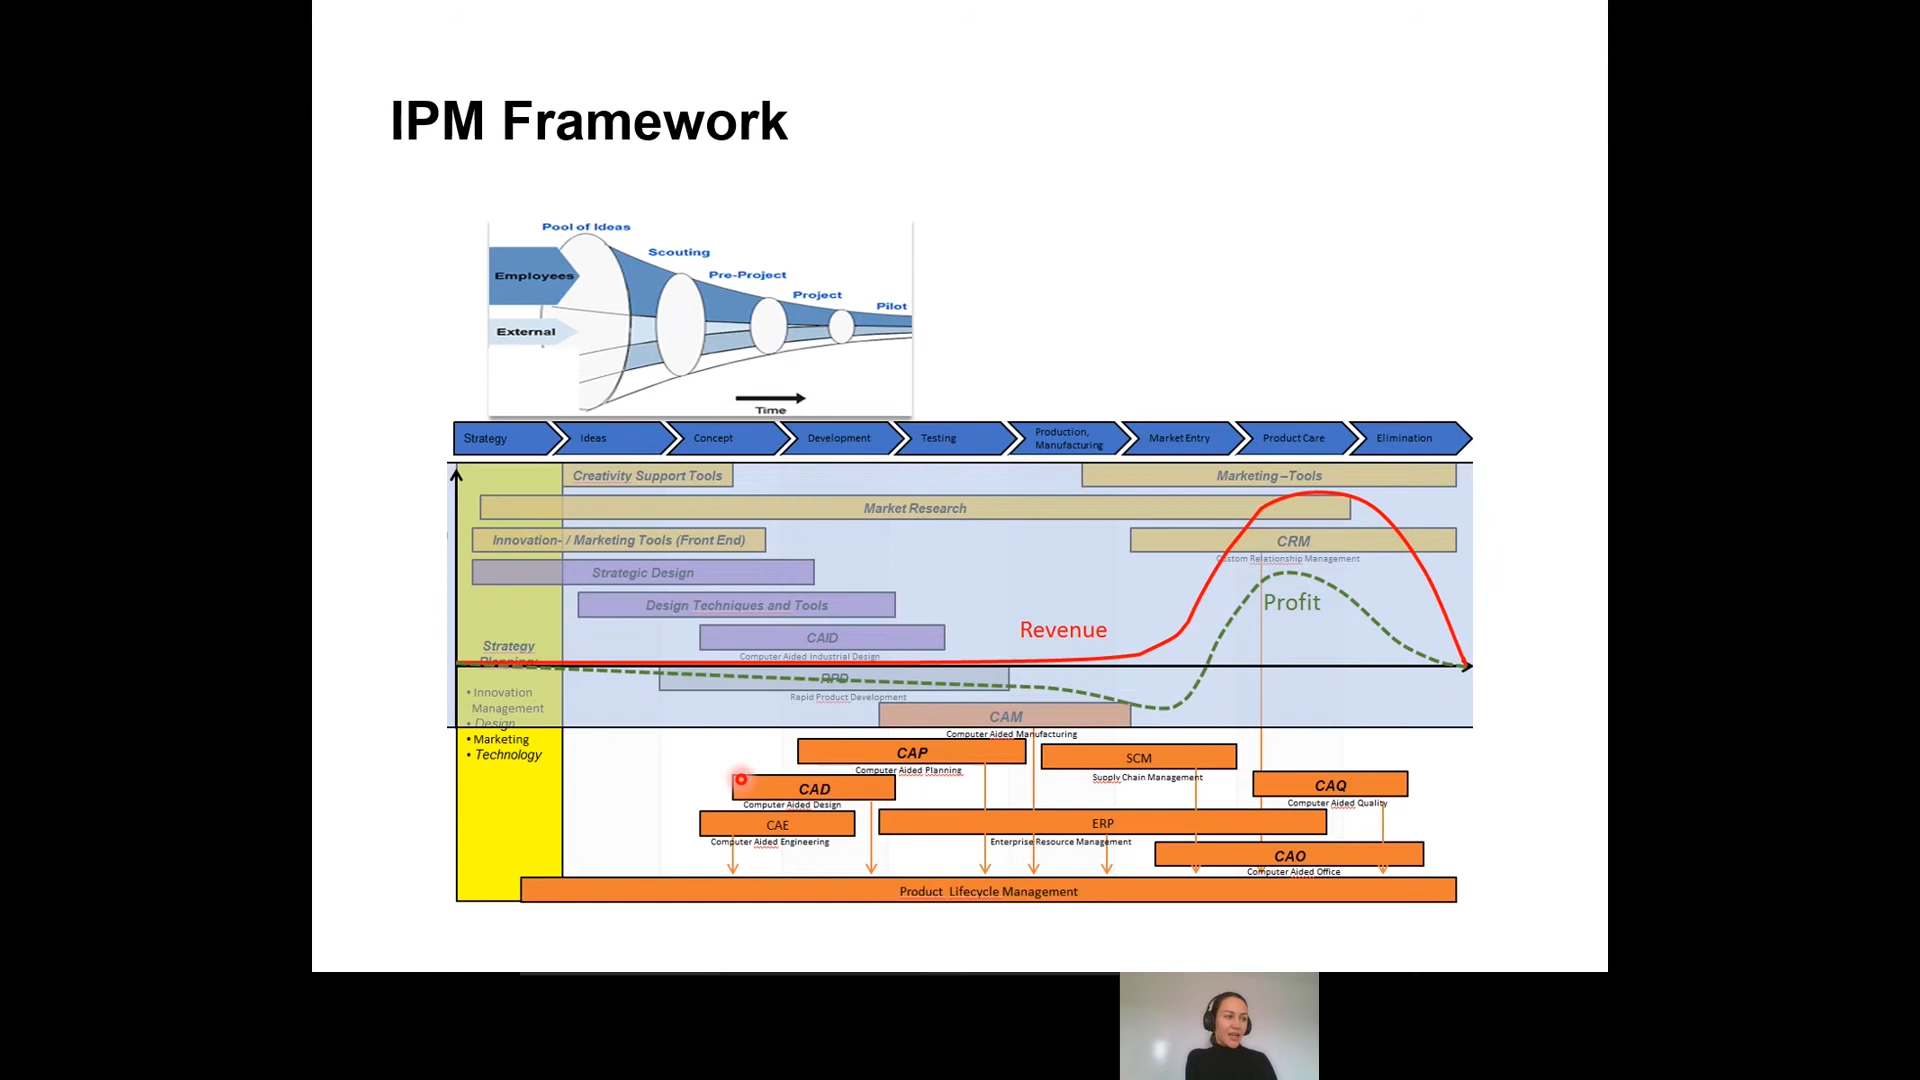 IPM Framework
Pool of Ideas
Scouting
Employees
Pre-Project
Project
Pilot
External
Time
Strategy
Ideas
Concept
Development
Testing
Production,
Manufacturing
Market Entry
Product Care
Elimination
Creativity Support Tools
Marketing –Tools
Market Research
Innovation- / Marketing Tools (Front End)
CRM
Custom Relationship Management
Strategic Design
Design Techniques and Tools
Profit
Revenue
CAID
Computer Aided Industrial Design
Strategy
Planning:
RPD
Rapid Product Development
• Innovation
Management
• Design
• Marketing
• Technology
CAM
Computer Aided Manufacturing
CAP
Computer Aided Planning
SCM
Supply Chain Management
CAD
Computer Aided Design
CAQ
Computer Aided Quality
CAE
Computer Aided Engineering
ERP
Enterprise Resource Management
CAO
Computer Aided Office
Product Lifecycle Management